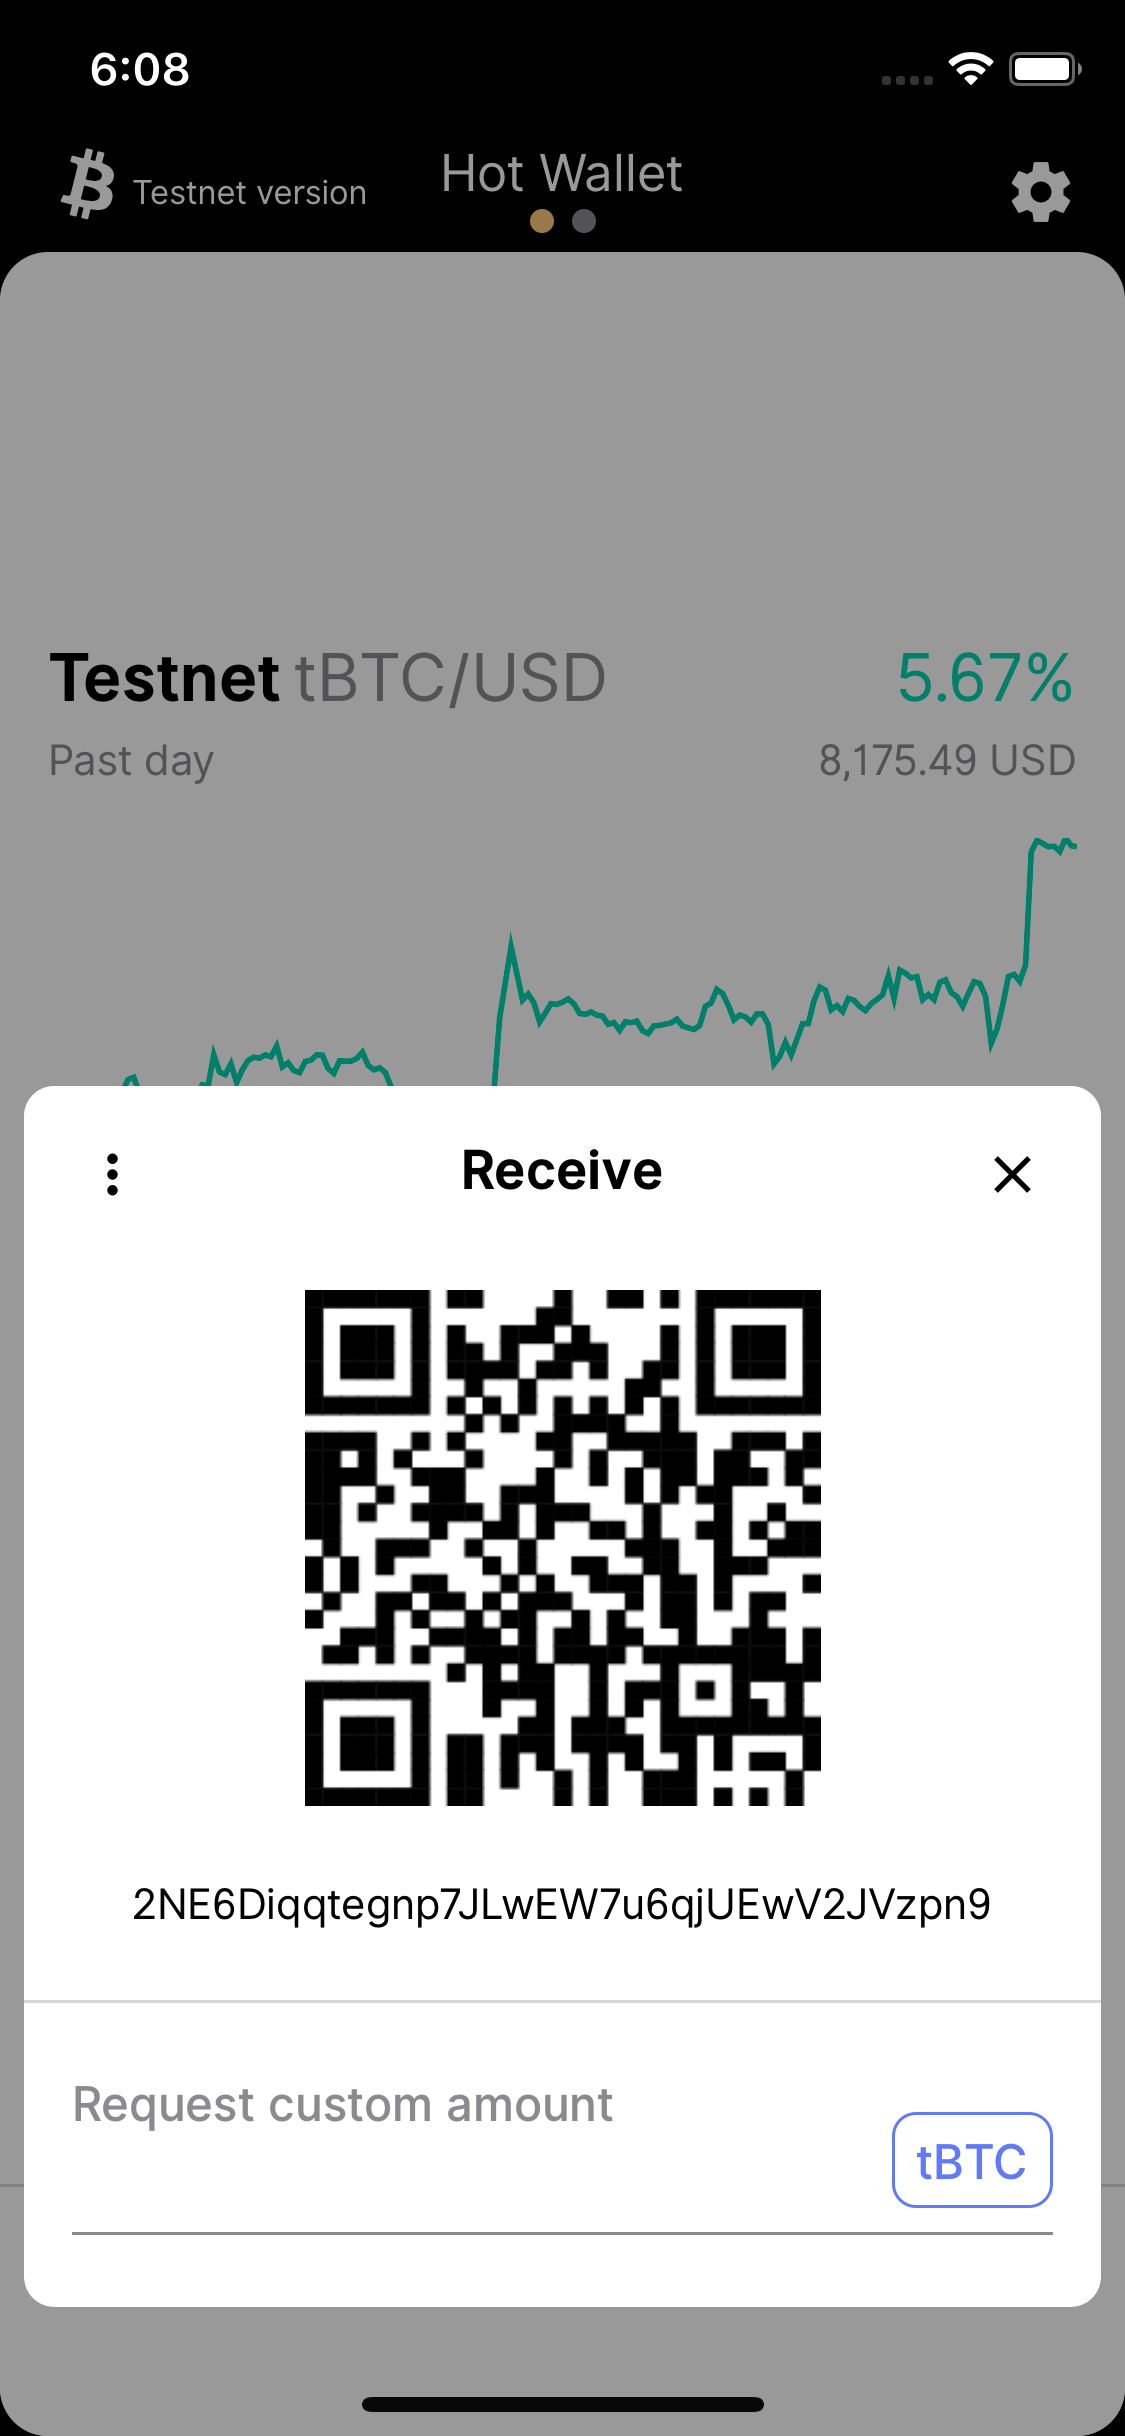 6:08
Testnet version
Hot Wallet
Testnet tBTC/USD
5.67%
Past day
8,175.49 USD
Receive
2NE6Diqqtegnp7JLwEW7u6qjUEwV2JVzpn9
Request custom amount
tBTC